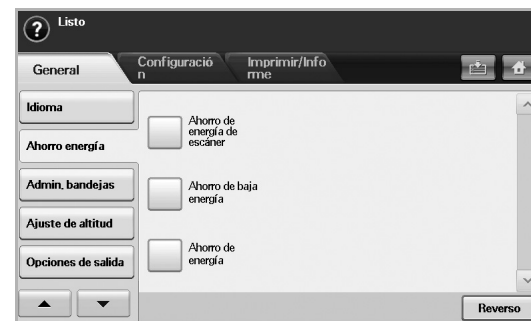 Listo
General
Configuració
n
Imprimir/Info
rme
Idioma
Ahorro energía
Admin. bandejas
Ajuste de altitud
Opciones de salida
Ahorro de
energía de
escáner
Ahorro de baja
energía
Ahorro de
energía
Reverso